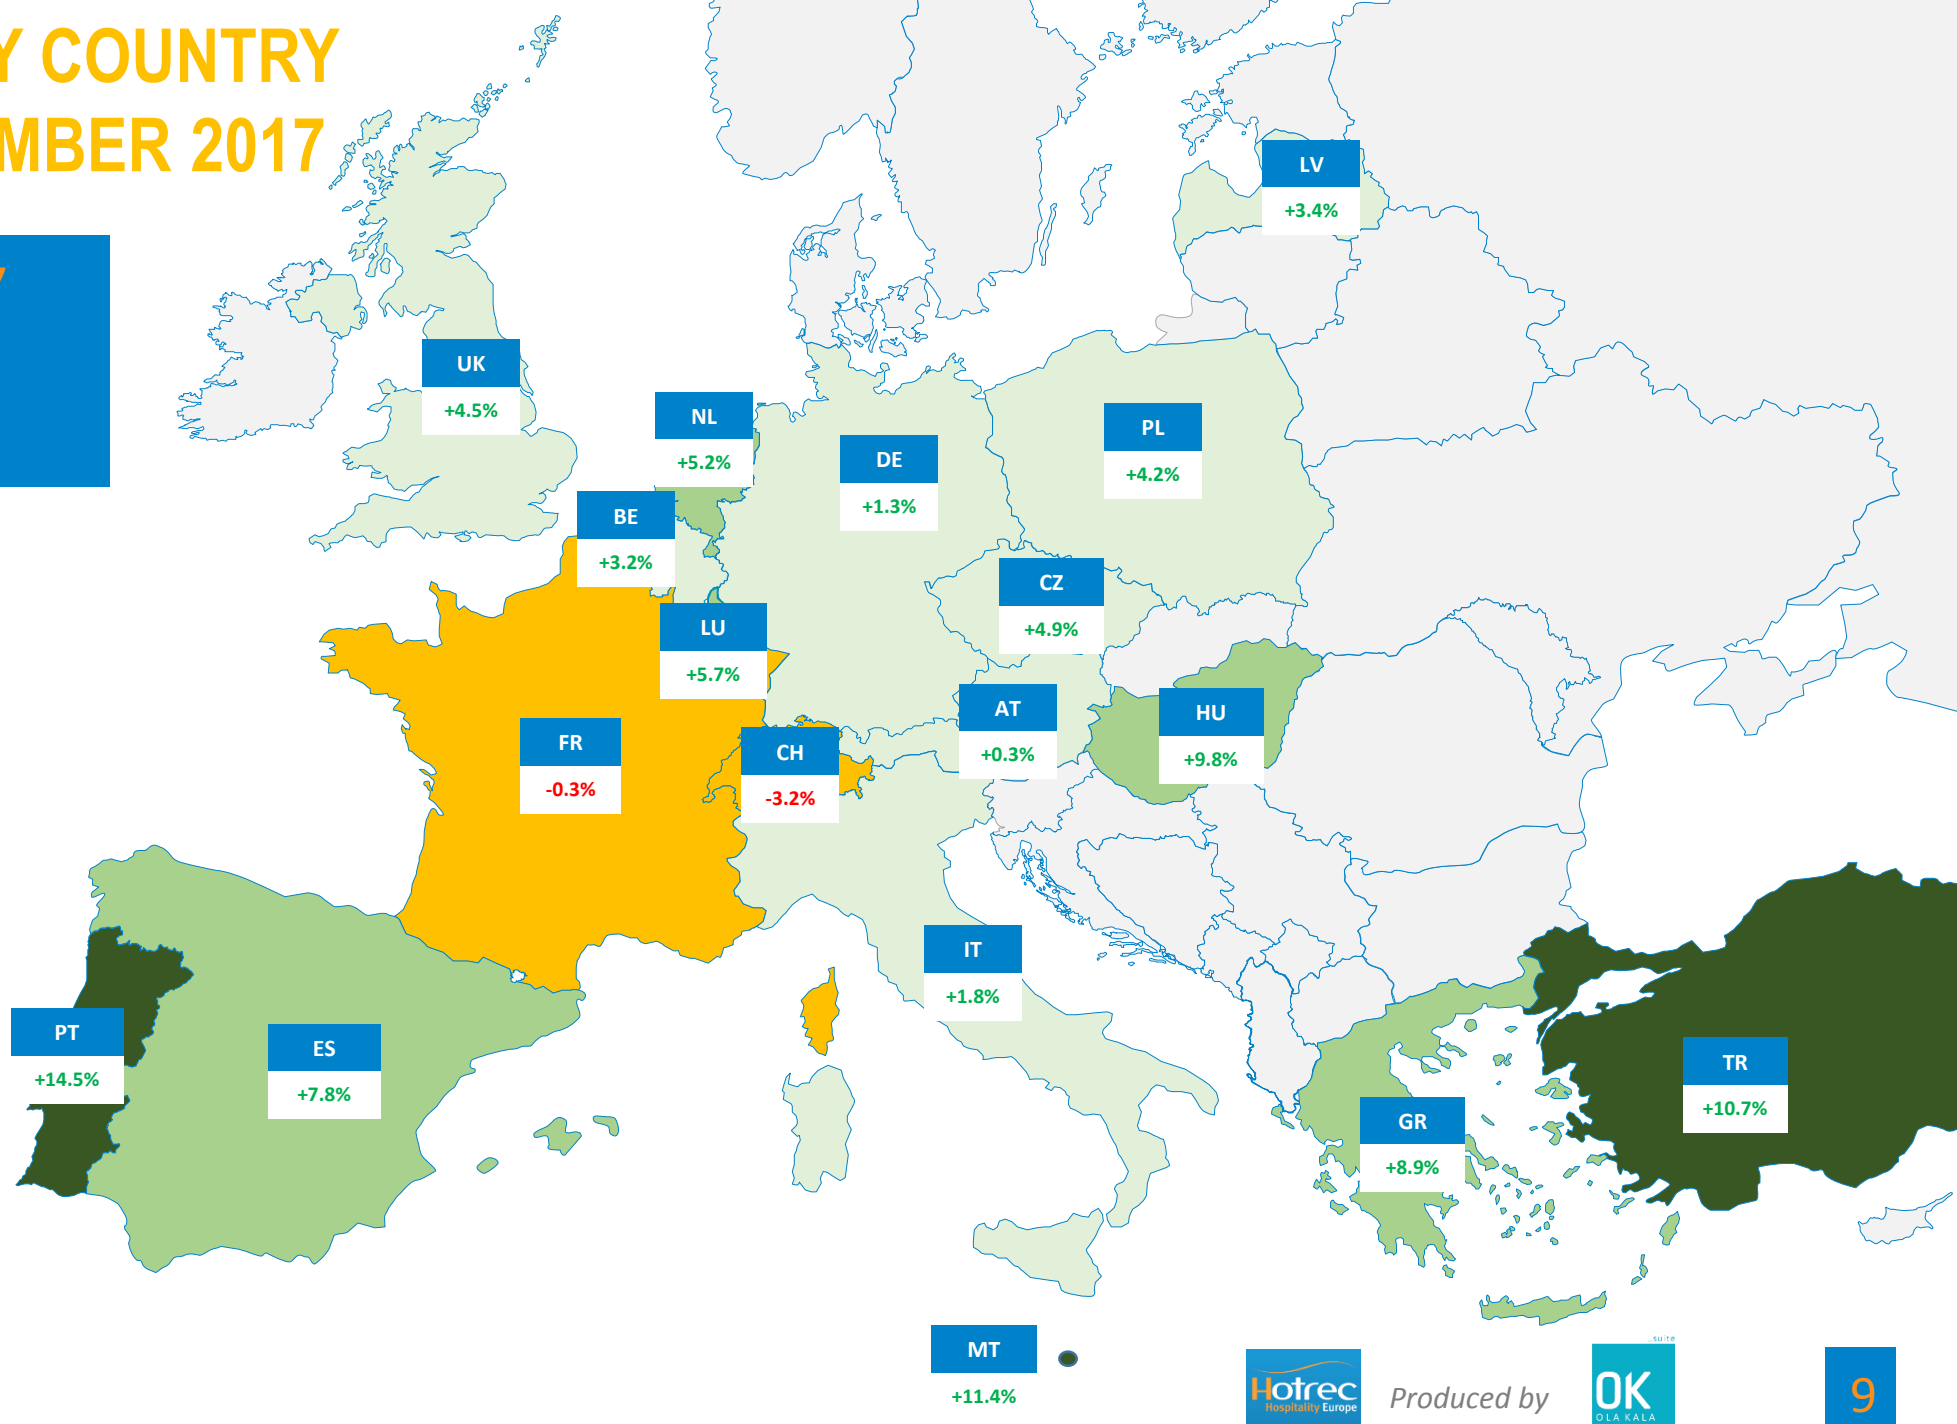 Y COUNTRY
MBER 2017
LV
+3.4%
UK
+4.5%
NL
+5.2%
PL
+4.2%
DE
+1.3%
BE
+3.2%
CZ
+4.9%
LU
+5.7%
AT
+0.3%
HU
+9.8%
FR
-0.3%
CH
-3.2%
IT
+1.8%
PT
+14.5%
ES
+7.8%
TR
+10.7%
GR
+8.9%
MT
+11.4%
Hotrec
Hospitality Europe
Produced by
suite
OK
OLA KALA
9